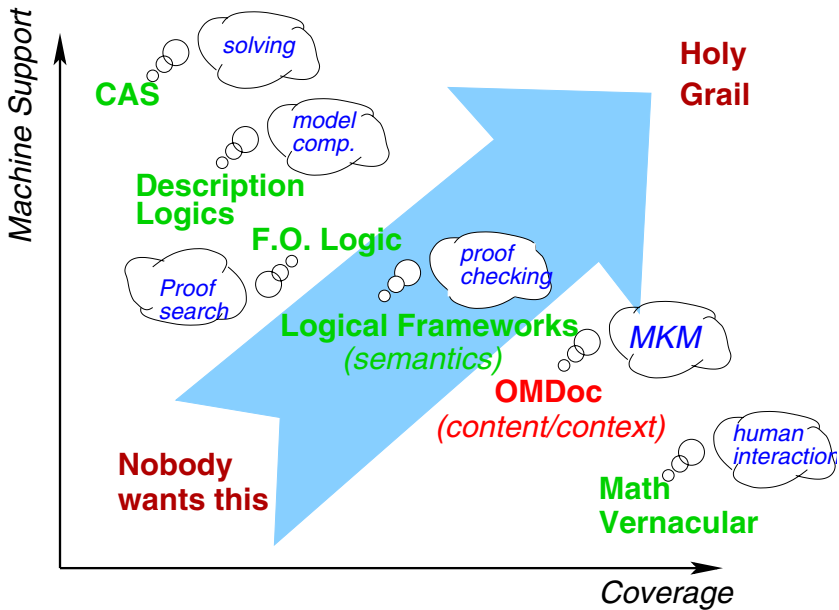 Machine Support
solving
CAS
Holy
Grail
model
comp.
Description
Logics
F.O. Logic
Proof
search
proof
checking
Logical Frameworks
(semantics)
MKM
OMDoc
(content/context)
Nobody
wants this
human
interaction
Math
Vernacular
Coverage